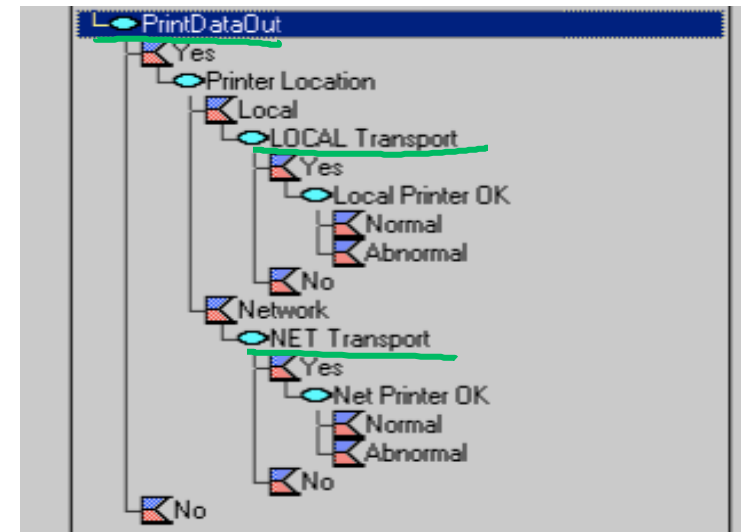 PrintDataOut
Yes
Printer Location
Local
LOCAL Transport
Yes
Local Printer OK
Normal
Abnormal
No
Network
NET Transport
Yes
Net Printer OK
Normal
Abnormal
No
No